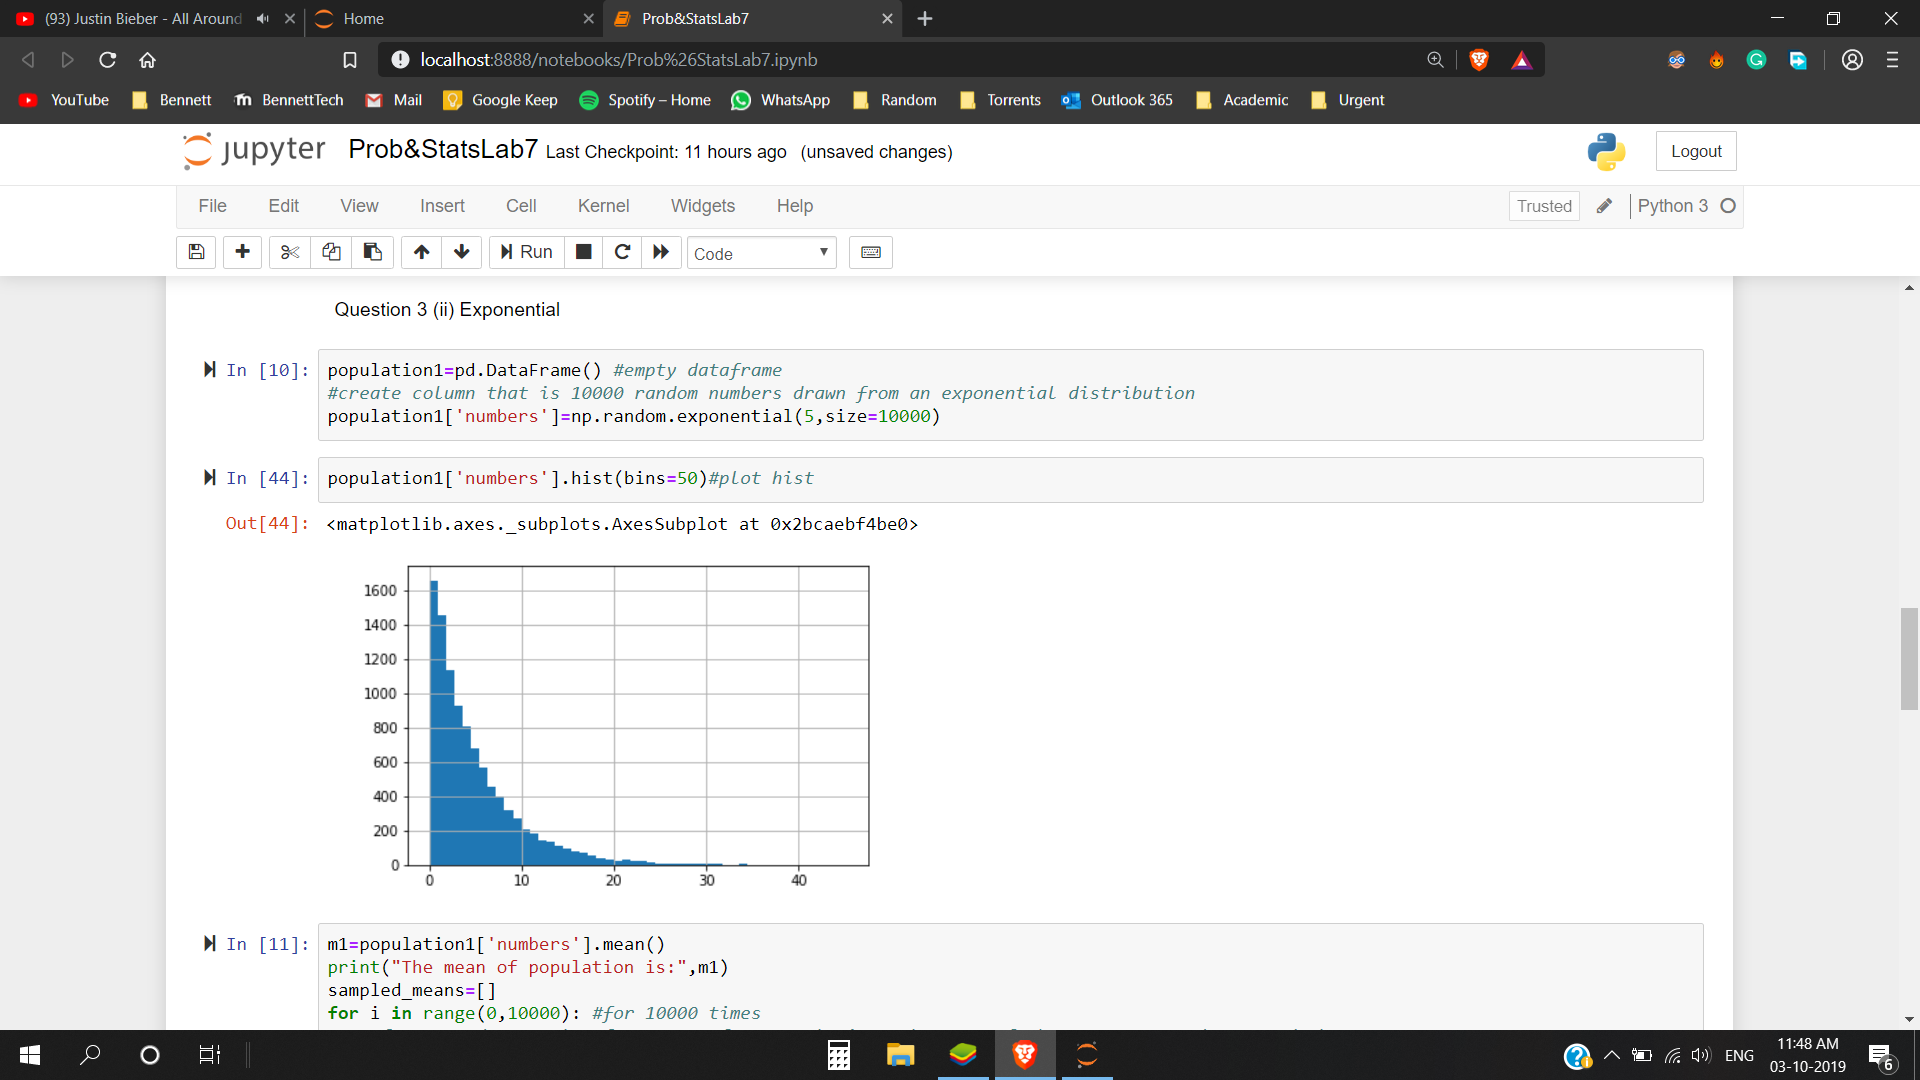 (93) Justin Bieber - All Around
Home
Prob&StatsLab7
localhost:8888/notebooks/Prob%26StatsLab7.ipynb
YouTube Bennett BennettTech Mail Google Keep Spotify – Home WhatsApp Random Torrents Outlook 365 Academic Urgent
jupyter Prob&StatsLab7 Last Checkpoint: 11 hours ago (unsaved changes)
Logout
File Edit View Insert Cell Kernel Widgets Help
Trusted Python 3
Run Code
Question 3 (ii) Exponential
In [10]: population1=pd.DataFrame() #empty dataframe
#create column that is 10000 random numbers drawn from an exponential distribution
population1['numbers']=np.random.exponential(5,size=10000)
In [44]: population1['numbers'].hist(bins=50)#plot hist
Out[44]: <matplotlib.axes._subplots.AxesSubplot at 0x2bcaebf4be0>
1600
1400
1200
1000
800
600
400
200
0
0 10 20 30 40
In [11]: m1=population1['numbers'].mean()
print("The mean of population is:",m1)
sampled_means=[]
for i in range(0,10000): #for 10000 times
ENG
11:48 AM
03-10-2019
6